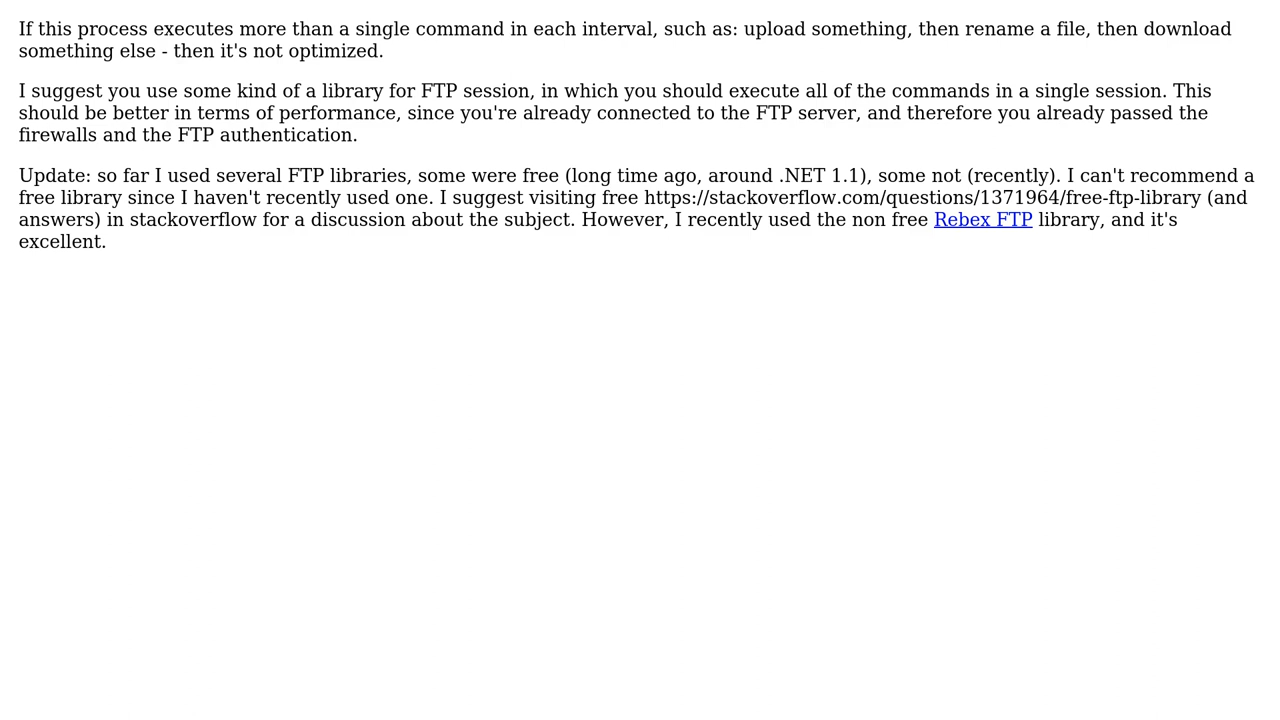 If this process executes more than a single command in each interval, such as: upload something, then rename a file, then download
something else - then it's not optimized.
I suggest you use some kind of a library for FTP session, in which you should execute all of the commands in a single session. This
should be better in terms of performance, since you're already connected to the FTP server, and therefore you already passed the
firewalls and the FTP authentication.
Update: so far I used several FTP libraries, some were free (long time ago, around .NET 1.1), some not (recently). I can't recommend a
free library since I haven't recently used one. I suggest visiting free https://stackoverflow.com/questions/1371964/free-ftp-library (and
answers) in stackoverflow for a discussion about the subject. However, I recently used the non free Rebex FTP library, and it's
excellent.